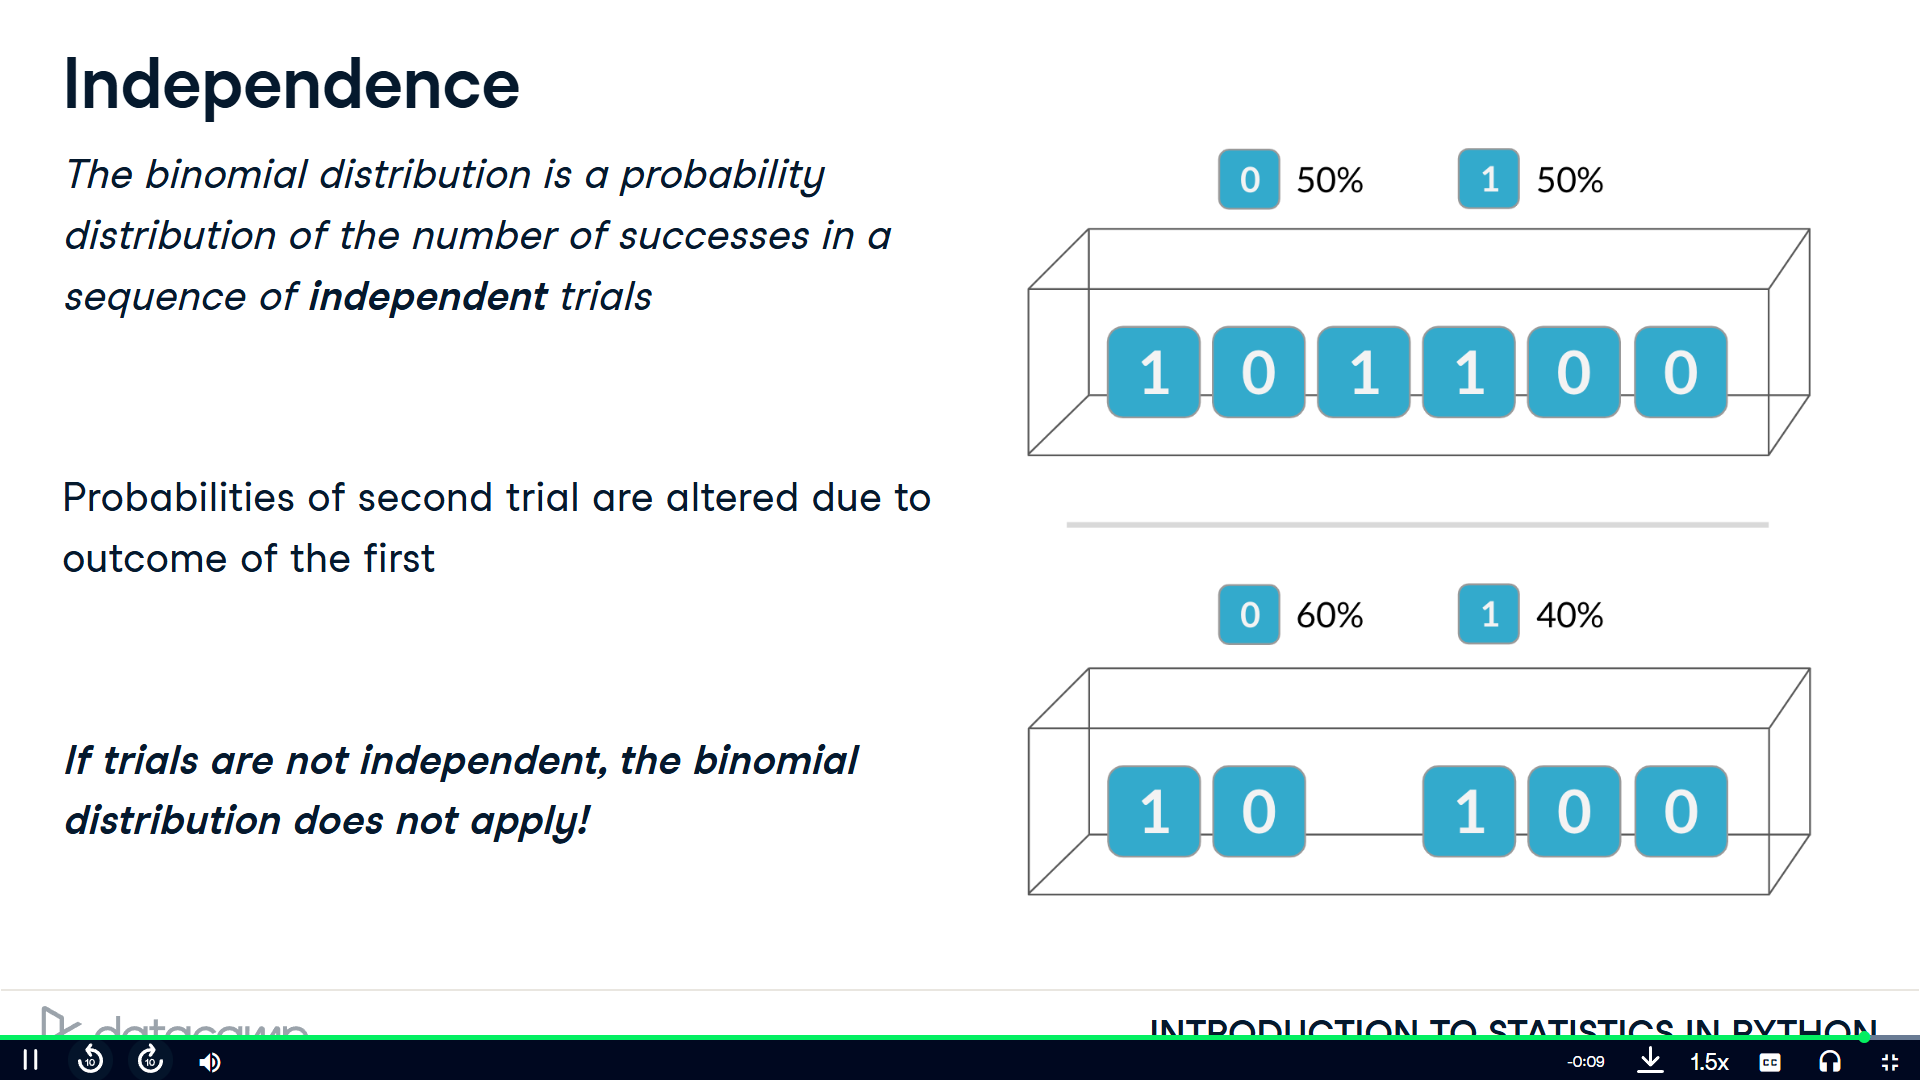 Independence
The binomial distribution is a probability
distribution of the number of successes in a
sequence of independent trials
Probabilities of second trial are altered due to
outcome of the first
If trials are not independent, the binomial
distribution does not apply!
0 50% 1 50%
1 0 1 1 0 0
0 60% 1 40%
1 0 1 0 0
datacamp
INTRODUCTION TO STATISTICS IN PYTHON
10 10 -0:09 1.5x CC